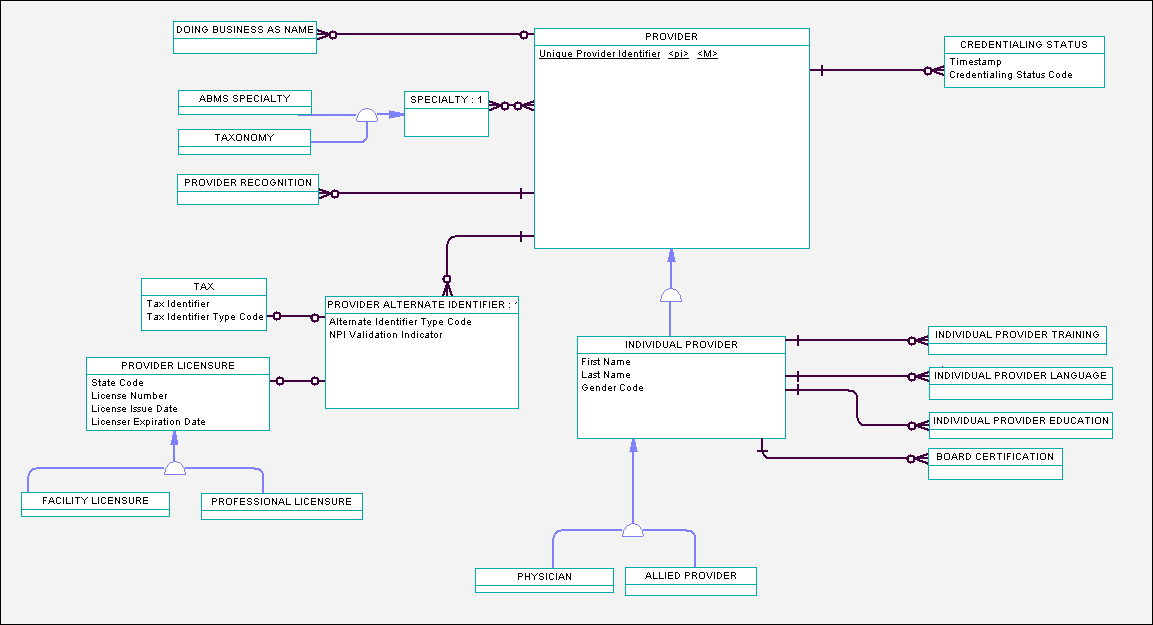 DOING BUSINESS AS NAME
PROVIDER
Unique Provider Identifier <pi> <M>
CREDENTIALING STATUS
Timestamp
Credentialing Status Code
ABMS SPECIALTY
SPECIALTY : 1
TAXONOMY
PROVIDER RECOGNITION
TAX
Tax Identifier
Tax Identifier Type Code
PROVIDER ALTERNATE IDENTIFIER :
Alternate Identifier Type Code
NPI Validation Indicator
PROVIDER LICENSURE
State Code
License Number
License Issue Date
Licenser Expiration Date
FACILITY LICENSURE
PROFESSIONAL LICENSURE
INDIVIDUAL PROVIDER
First Name
Last Name
Gender Code
INDIVIDUAL PROVIDER TRAINING
INDIVIDUAL PROVIDER LANGUAGE
INDIVIDUAL PROVIDER EDUCATION
BOARD CERTIFICATION
PHYSICIAN
ALLIED PROVIDER